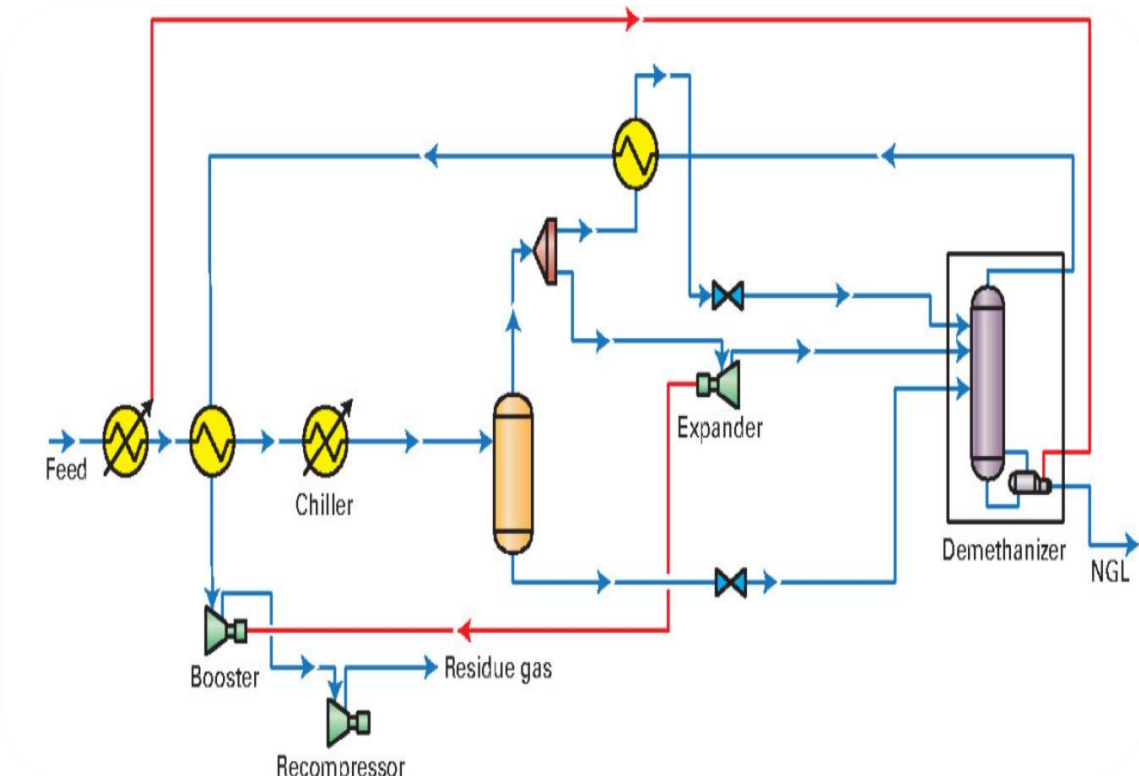 Feed
Chiller
Expander
Demethanizer
NGL
Booster
Residue gas
Recompressor